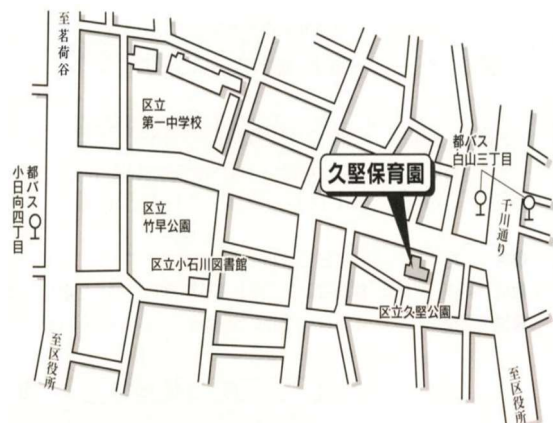 至茗荷谷
区立
第一中学校
都バス
白山三丁目
久堅保育園
都バス
小日向四丁目
区立
竹早公園
千川通り
区立小石川図書館
区立久堅公園
至区役所
至区役所